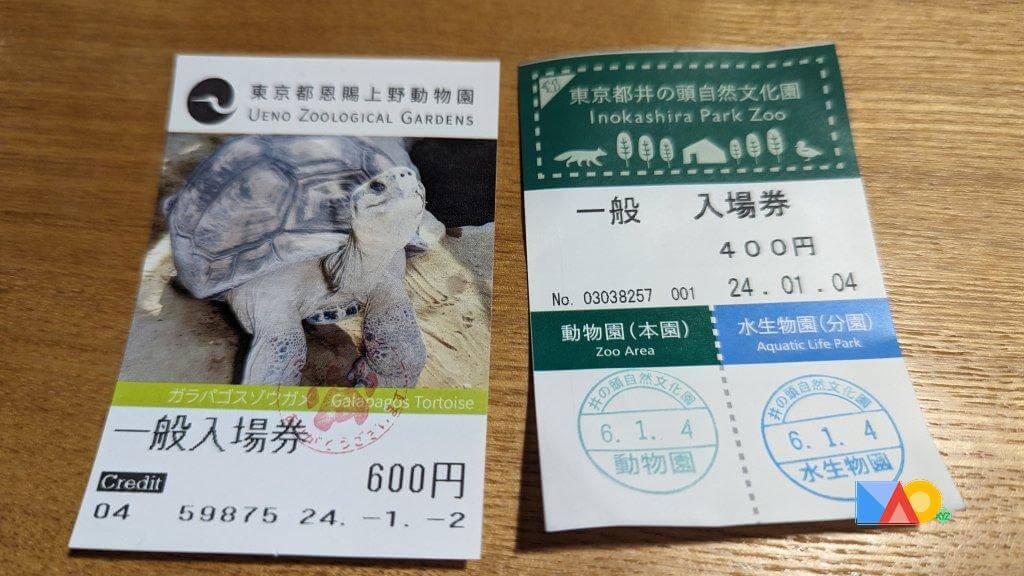 東京都恩賜上野動物園
UENO ZOOLOGICAL GARDENS
ガラパゴスゾウガメ Galapagos Tortoise
一般入場券
Credit
600円
04 59875 24. -1. -2
東京都井の頭自然文化園
Inokashira Park Zoo
一般 入場券
400円
No. 03038257 001 24.01.04
動物園(本園)
Zoo Area
水生物園(分園)
Aquatic Life Park
井の頭自然文化園
6.1.4
動物園
井の頭自然文化園
6.1.4
水生物園
XYZ